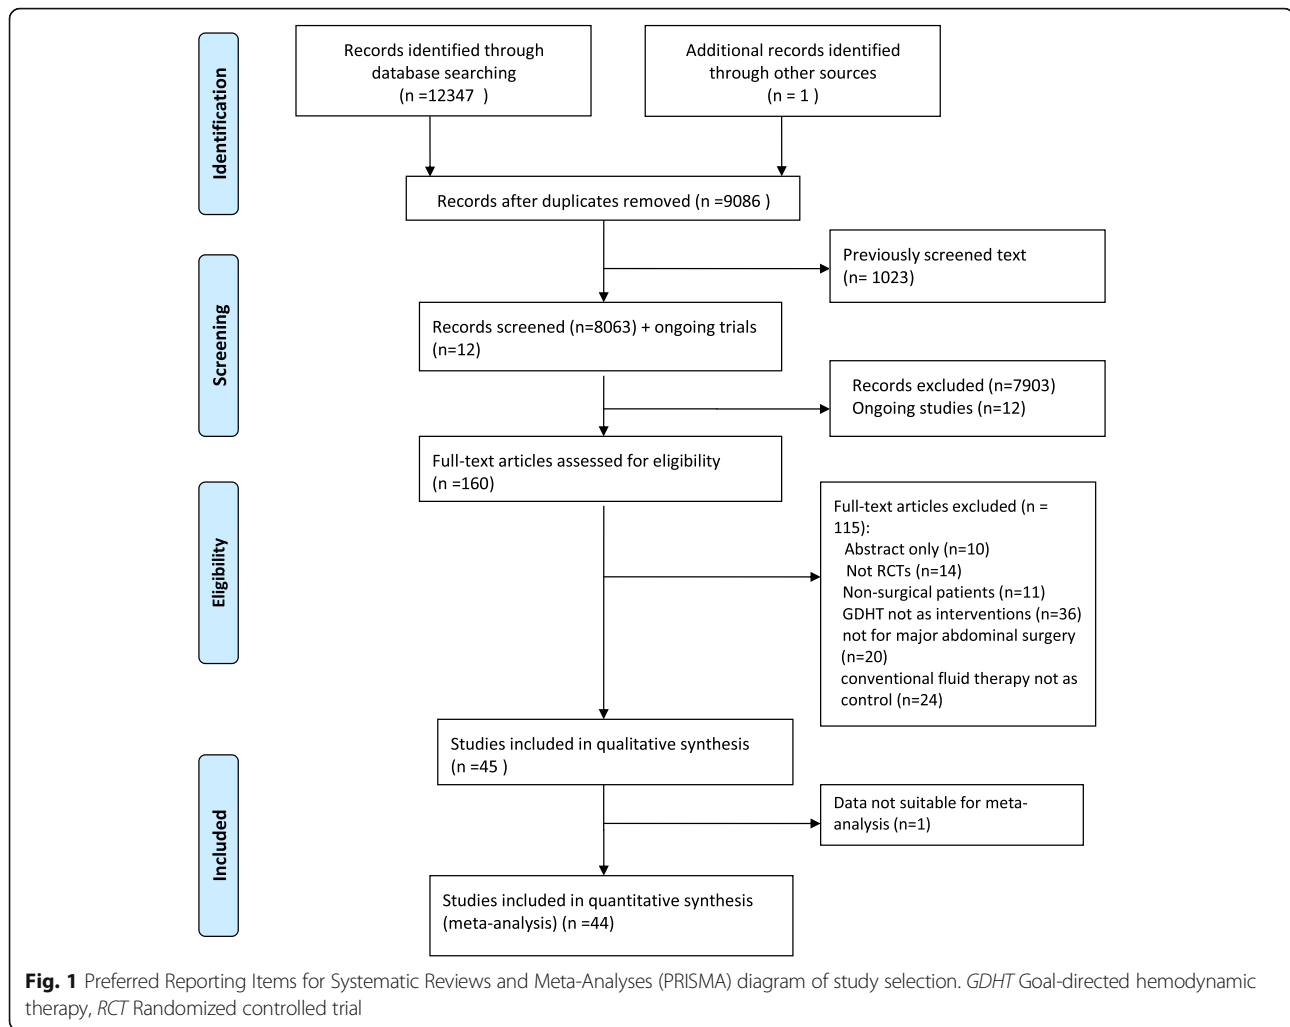 Identification
Records identified through
database searching
(n =12347 )
Additional records identified
through other sources
(n = 1 )
Records after duplicates removed (n =9086 )
Screening
Previously screened text
(n= 1023)
Records screened (n=8063) + ongoing trials
(n=12)
Records excluded (n=7903)
Ongoing studies (n=12)
Eligibility
Full-text articles assessed for eligibility
(n =160)
Full-text articles excluded (n =
115):
Abstract only (n=10)
Not RCTs (n=14)
Non-surgical patients (n=11)
GDHT not as interventions (n=36)
not for major abdominal surgery
(n=20)
conventional fluid therapy not as
control (n=24)
Included
Studies included in qualitative synthesis
(n =45 )
Data not suitable for meta-
analysis (n=1)
Studies included in quantitative synthesis
(meta-analysis) (n =44)
Fig. 1 Preferred Reporting Items for Systematic Reviews and Meta-Analyses (PRISMA) diagram of study selection. GDHT Goal-directed hemodynamic
therapy, RCT Randomized controlled trial